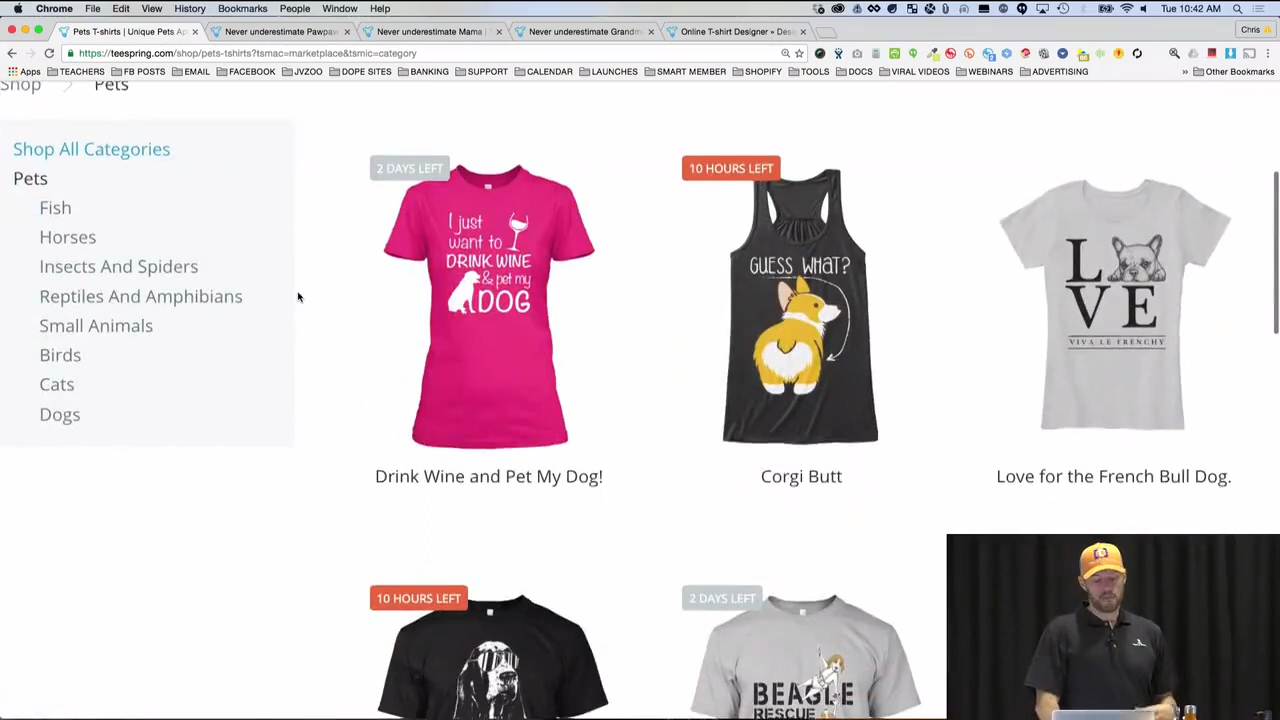 Chrome File Edit View History Bookmarks People Window Help
Tue 10:42 AM
Pets T-shirts | Unique Pets Ap
Never underestimate Pawpaw
Never underestimate Mama |
Never underestimate Grandm
Online T-shirt Designer » Desi
Chris
https://teespring.com/shop/pets-tshirts?tsmac=marketplace&tsmic=category
Apps TEACHERS FB POSTS EMAIL FACEBOOK JVZOO DOPE SITES BANKING SUPPORT CALENDAR LAUNCHES SMART MEMBER SHOPIFY TOOLS DOCS VIRAL VIDEOS WEBINARS ADVERTISING » Other Bookmarks
Shop Pets
Shop All Categories
Pets
Fish
Horses
Insects And Spiders
Reptiles And Amphibians
Small Animals
Birds
Cats
Dogs
2 DAYS LEFT
I just
want to
DRINK WINE
& pet my
DOG
Drink Wine and Pet My Dog!
10 HOURS LEFT
GUESS WHAT?
Corgi Butt
LOVE
VIVA LE FRENCHY
Love for the French Bull Dog.
10 HOURS LEFT
2 DAYS LEFT
BEAGLE
RESCUE